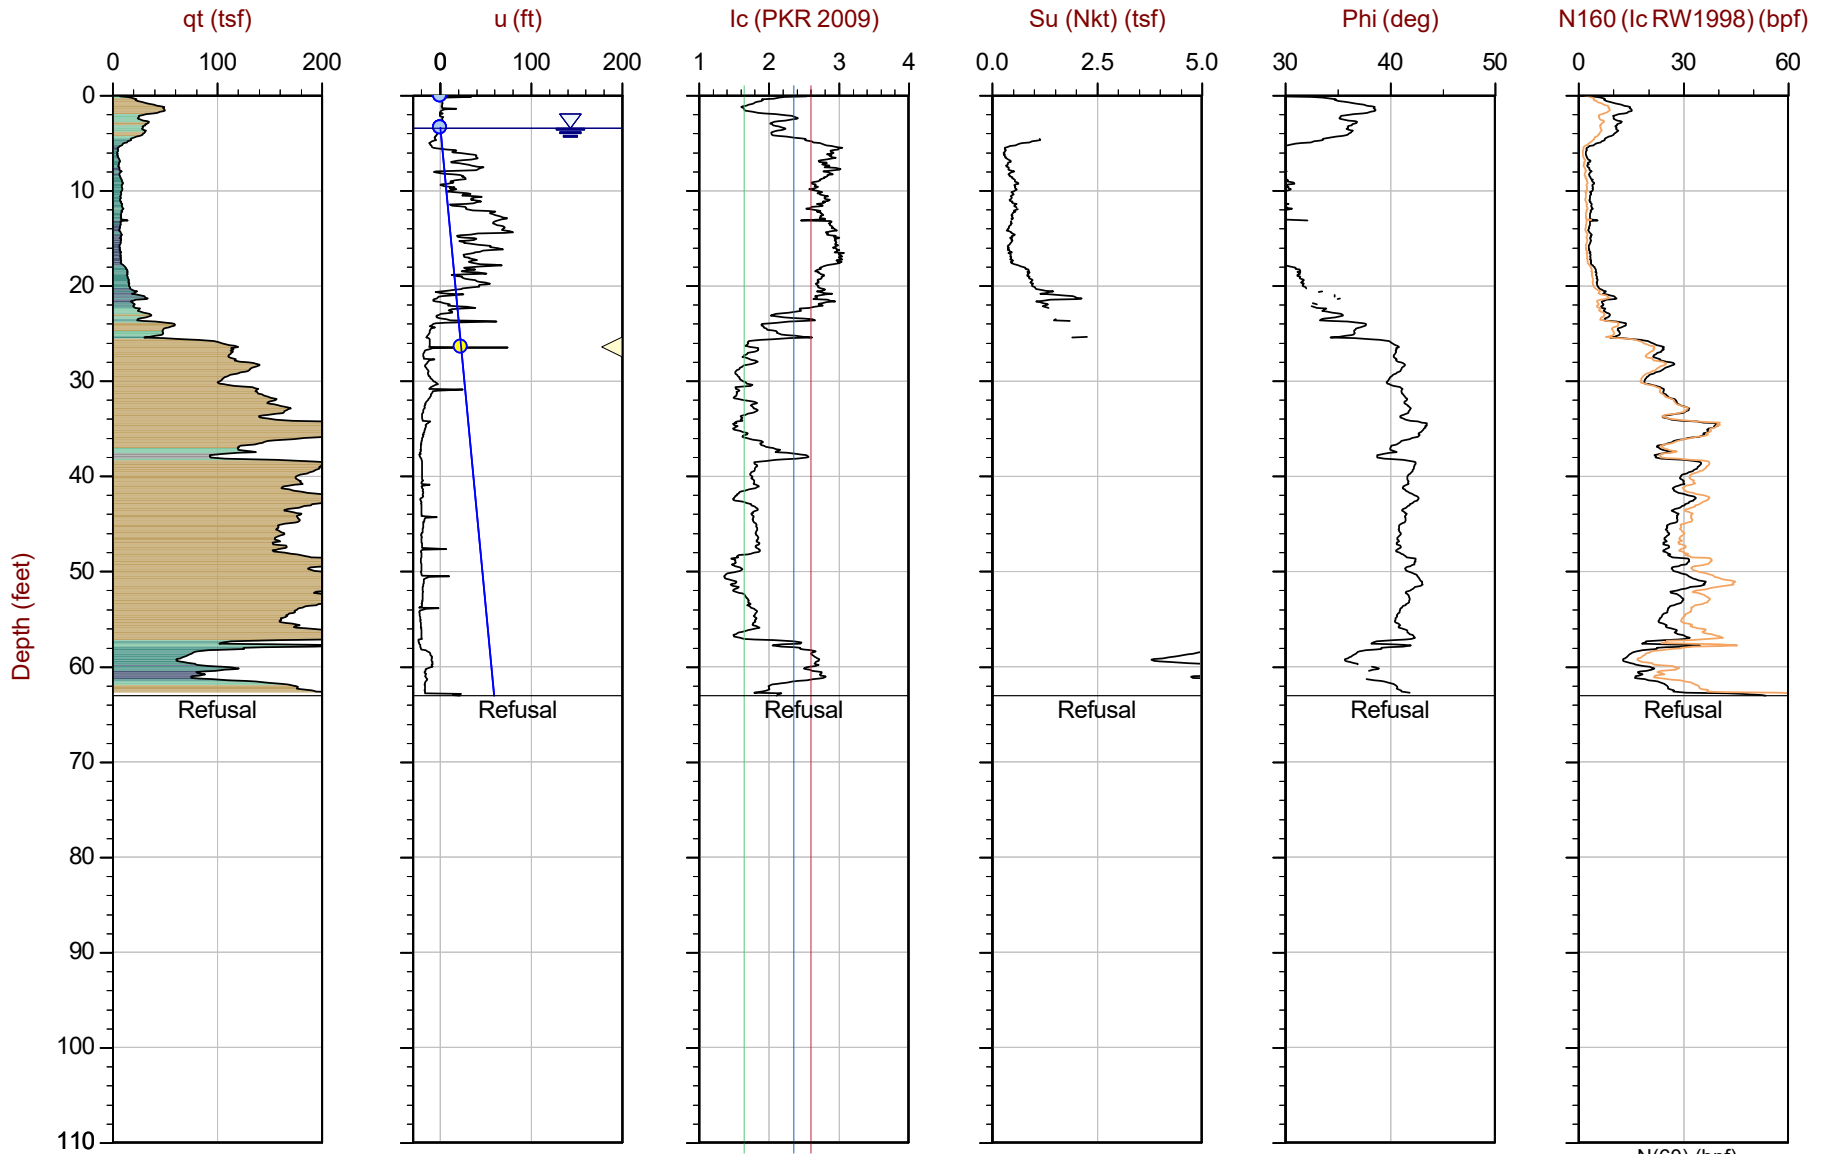 qt (tsf) u (ft) Ic (PKR 2009) Su (Nkt) (tsf) Phi (deg) N160 (Ic RW1998) (bpf)
0 100 200 0 0 100 200 1 2 3 4 0.0 2.5 5.0 30 40 50 0 30 60
0
10
20
30
40
50
Depth (feet)
60
Refusal Refusal Refusal Refusal Refusal Refusal
70
80
90
100
110
N(60) (bpf)